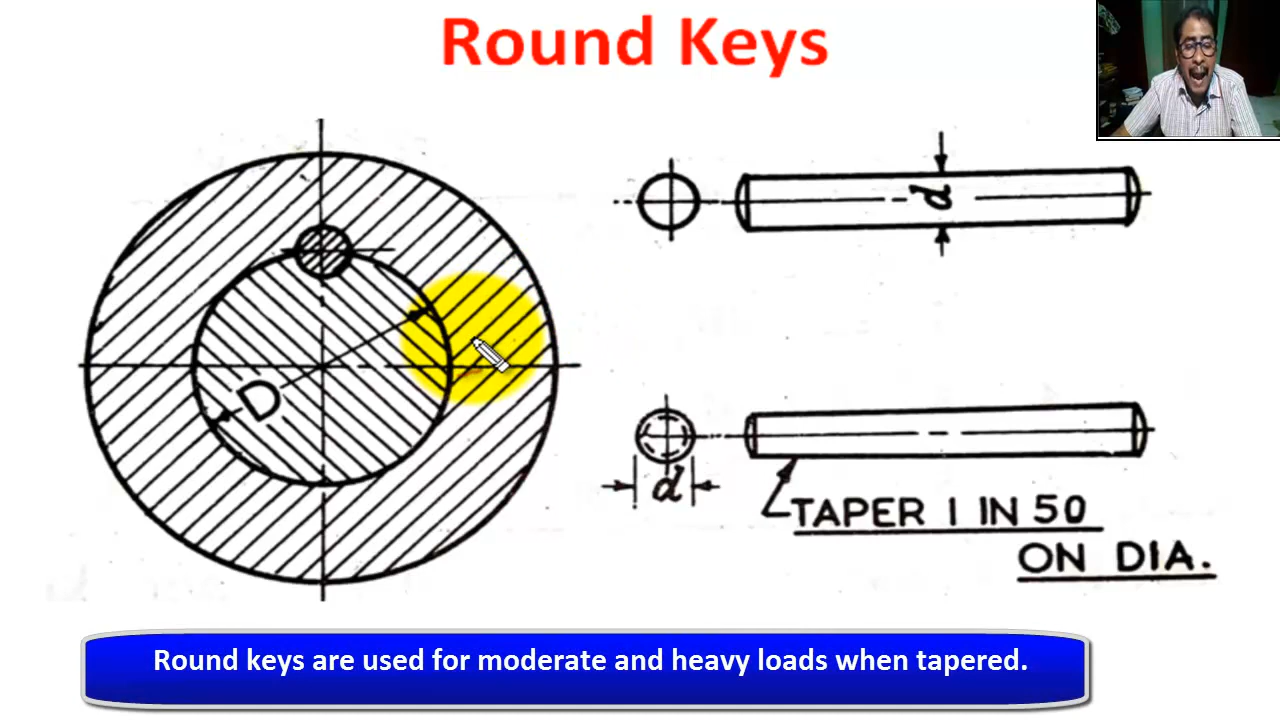 Round Keys
d
D
d
TAPER 1 IN 50
ON DIA.
Round keys are used for moderate and heavy loads when tapered.